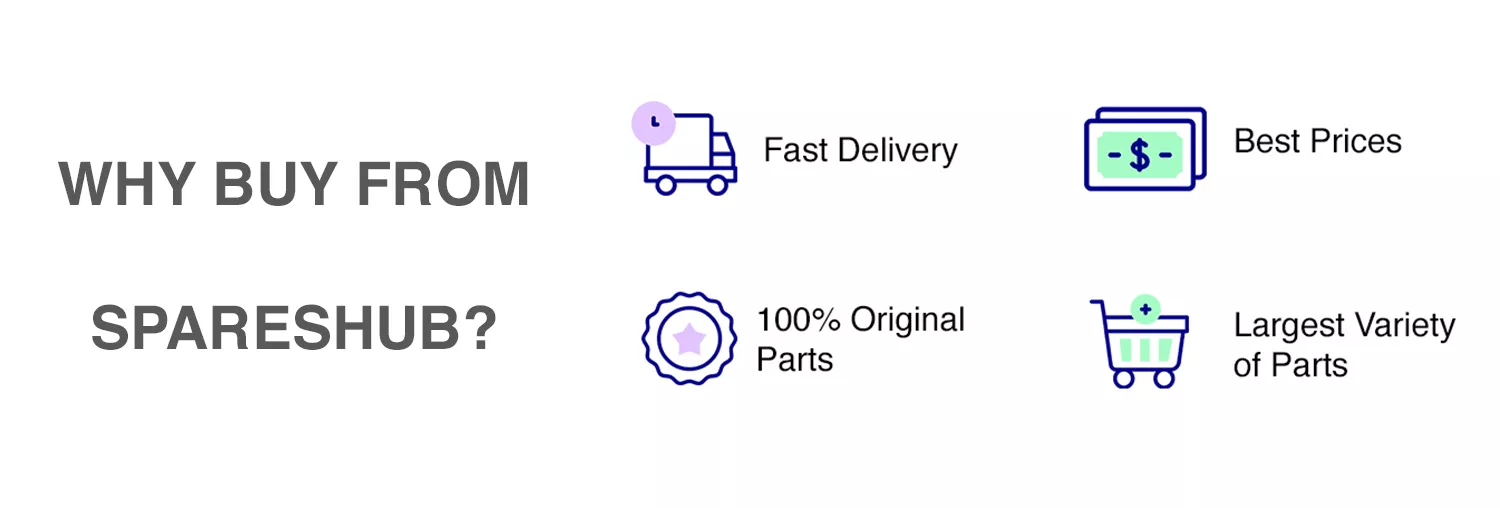 WHY BUY FROM
SPARESHUB?
Fast Delivery
$
Best Prices
100% Original
Parts
Largest Variety
of Parts